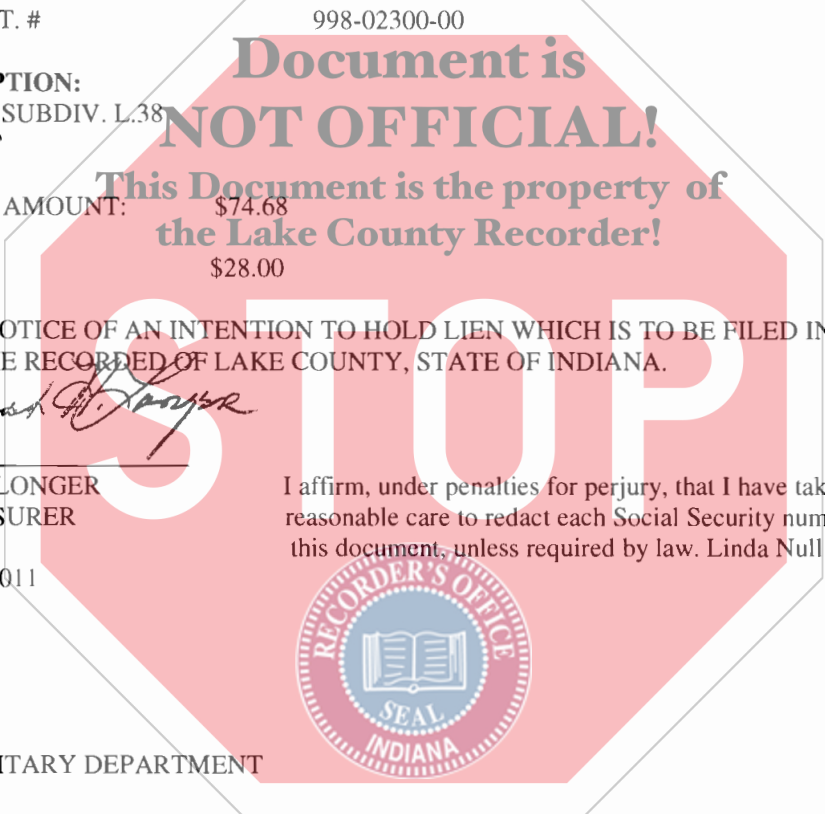 T. # 998-02300-00
Document is
PTION:
SUBDIV. L.38
NOT OFFICIAL!
This Document is the property of
AMOUNT: $74.68
the Lake County Recorder!
$28.00
OTICE OF AN INTENTION TO HOLD LIEN WHICH IS TO BE FILED IN
E RECORDED OF LAKE COUNTY, STATE OF INDIANA.
STOP
LONGER
SURER
I affirm, under penalties for perjury, that I have tak
reasonable care to redact each Social Security num
this document, unless required by law. Linda Null
011
RECORDER'S OFFICE
SEAL
INDIANA
ITARY DEPARTMENT